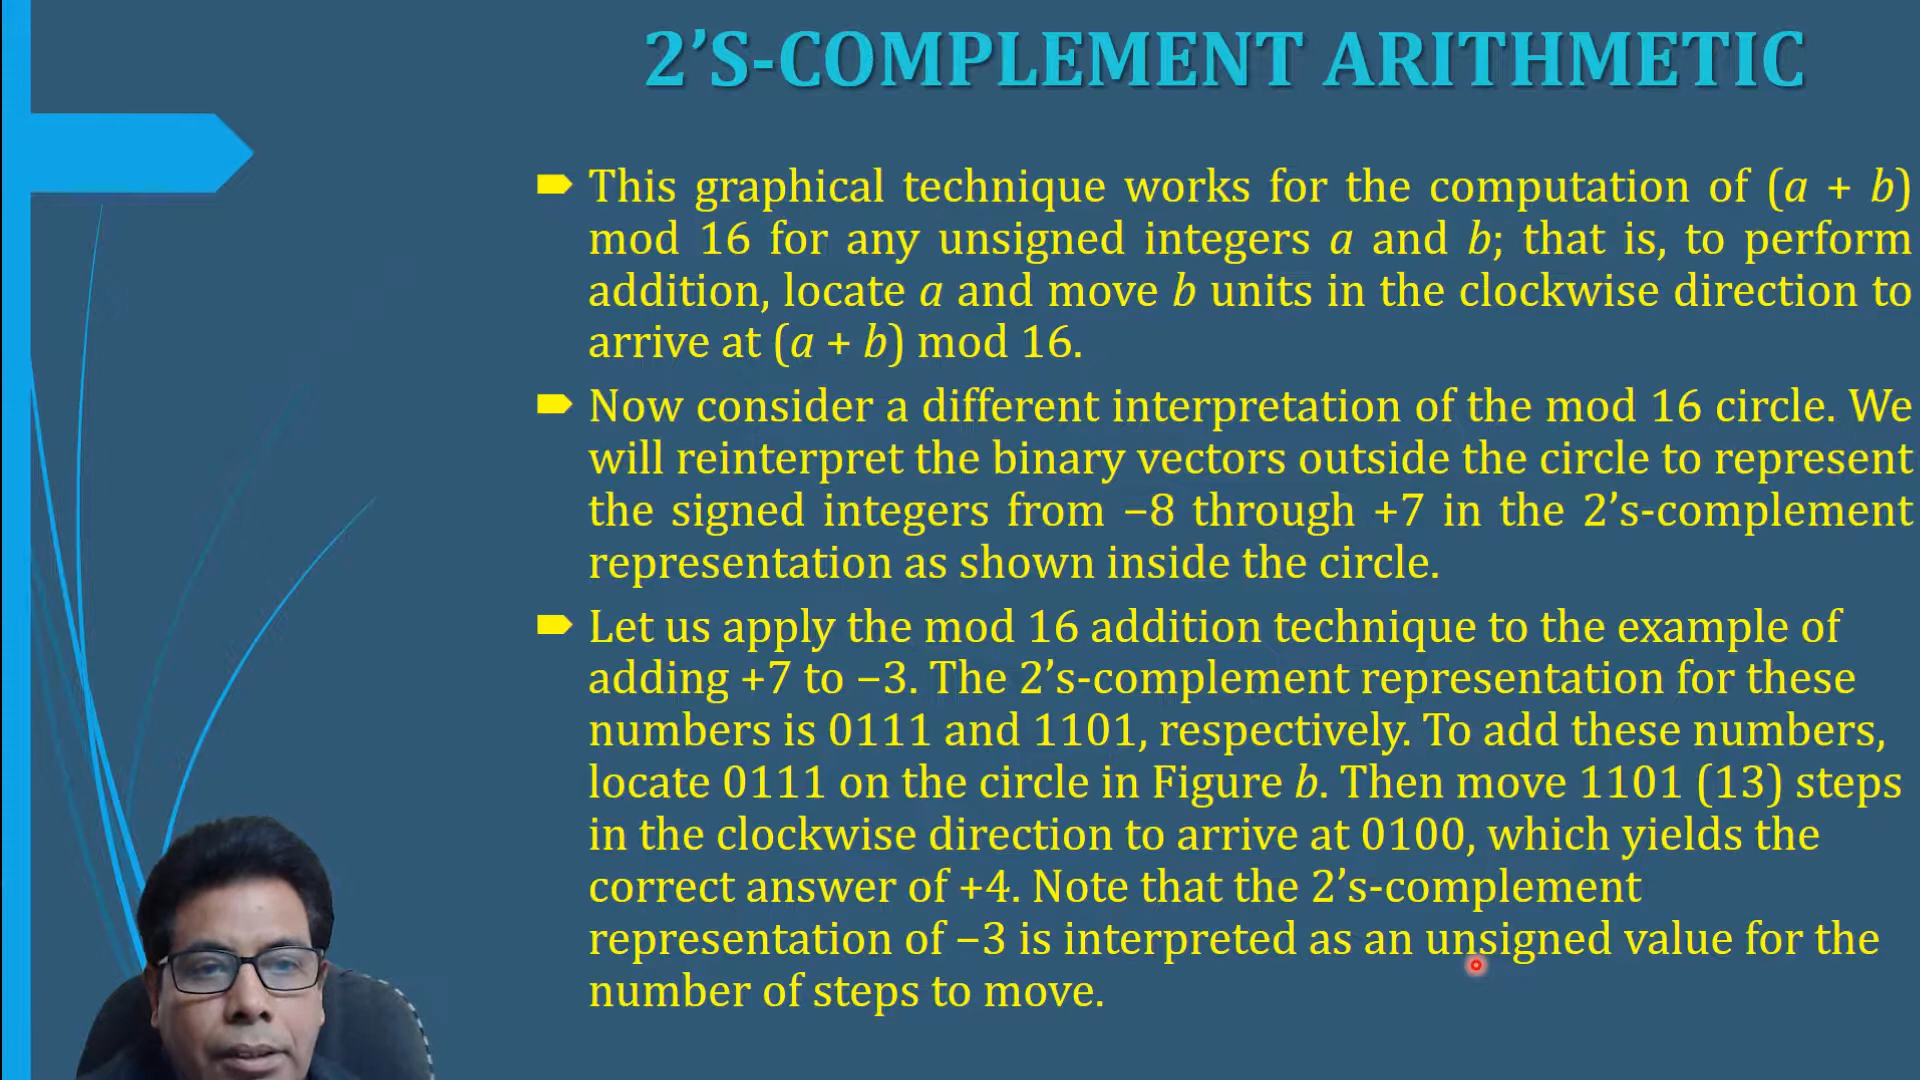 2’S-COMPLEMENT ARITHMETIC
This graphical technique works for the computation of (a + b)
mod 16 for any unsigned integers a and b; that is, to perform
addition, locate a and move b units in the clockwise direction to
arrive at (a + b) mod 16.
Now consider a different interpretation of the mod 16 circle. We
will reinterpret the binary vectors outside the circle to represent
the signed integers from −8 through +7 in the 2’s-complement
representation as shown inside the circle.
Let us apply the mod 16 addition technique to the example of
adding +7 to −3. The 2’s-complement representation for these
numbers is 0111 and 1101, respectively. To add these numbers,
locate 0111 on the circle in Figure b. Then move 1101 (13) steps
in the clockwise direction to arrive at 0100, which yields the
correct answer of +4. Note that the 2’s-complement
representation of −3 is interpreted as an unsigned value for the
number of steps to move.